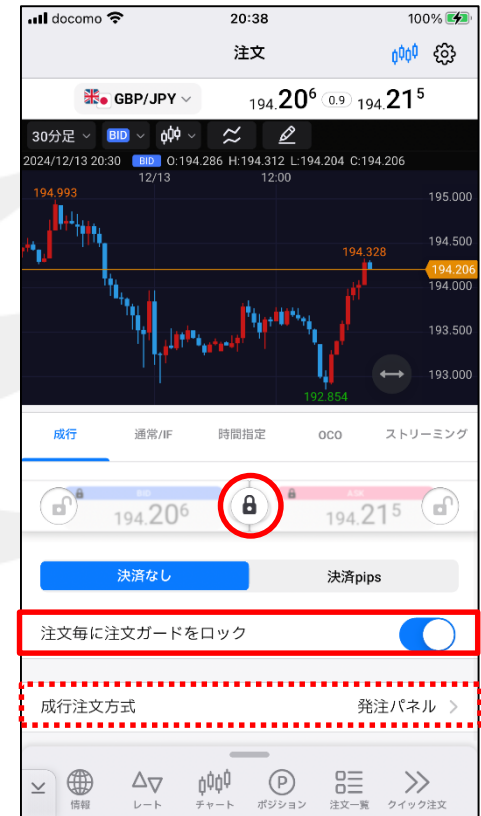 docomo 20:38 100%
注文
GBP/JPY 194.20⁶ 0.9 194.21⁵
30分足 BID
2024/12/13 20:30 BID O:194.286 H:194.312 L:194.204 C:194.206
12/13 12:00
194.993
195.000
194.500
194.328
194.206
194.000
193.500
193.000
192.854
成行 通常/IF 時間指定 OCO ストリーミング
BID ASK
194.20⁶ 194.21⁵
決済なし 決済pips
注文毎に注文ガードをロック
成行注文方式 発注パネル
P
情報 レート チャート ポジション 注文一覧 クイック注文